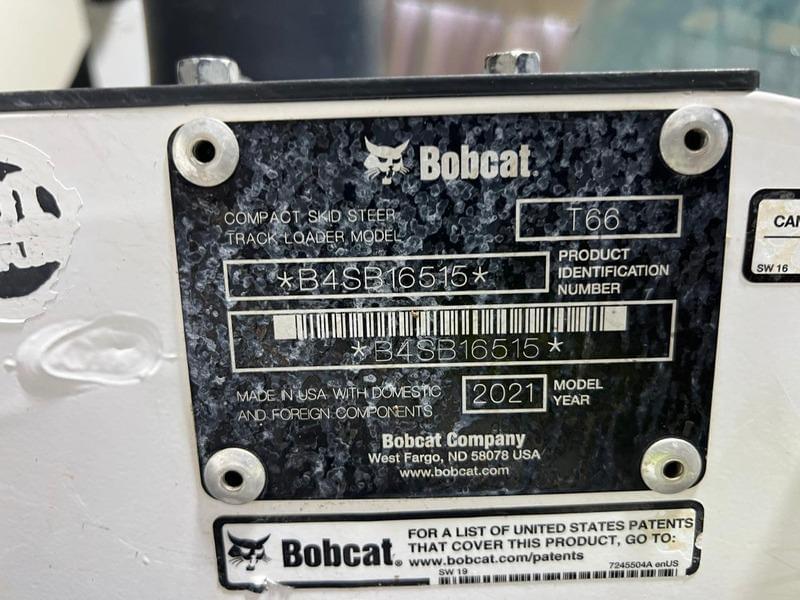 Bobcat.
COMPACT SKID STEER
TRACK LOADER MODEL
T66
*B4SB16515*
PRODUCT
IDENTIFICATION
NUMBER
*B4SB16515*
MADE IN USA WITH DOMESTIC
AND FOREIGN COMPONENTS
2021
MODEL
YEAR
Bobcat Company
West Fargo, ND 58078 USA
www.bobcat.com
CAN
SW 16
Bobcat.
FOR A LIST OF UNITED STATES PATENTS
THAT COVER THIS PRODUCT, GO TO:
www.bobcat.com/patents
SW 19
7245504A enUS